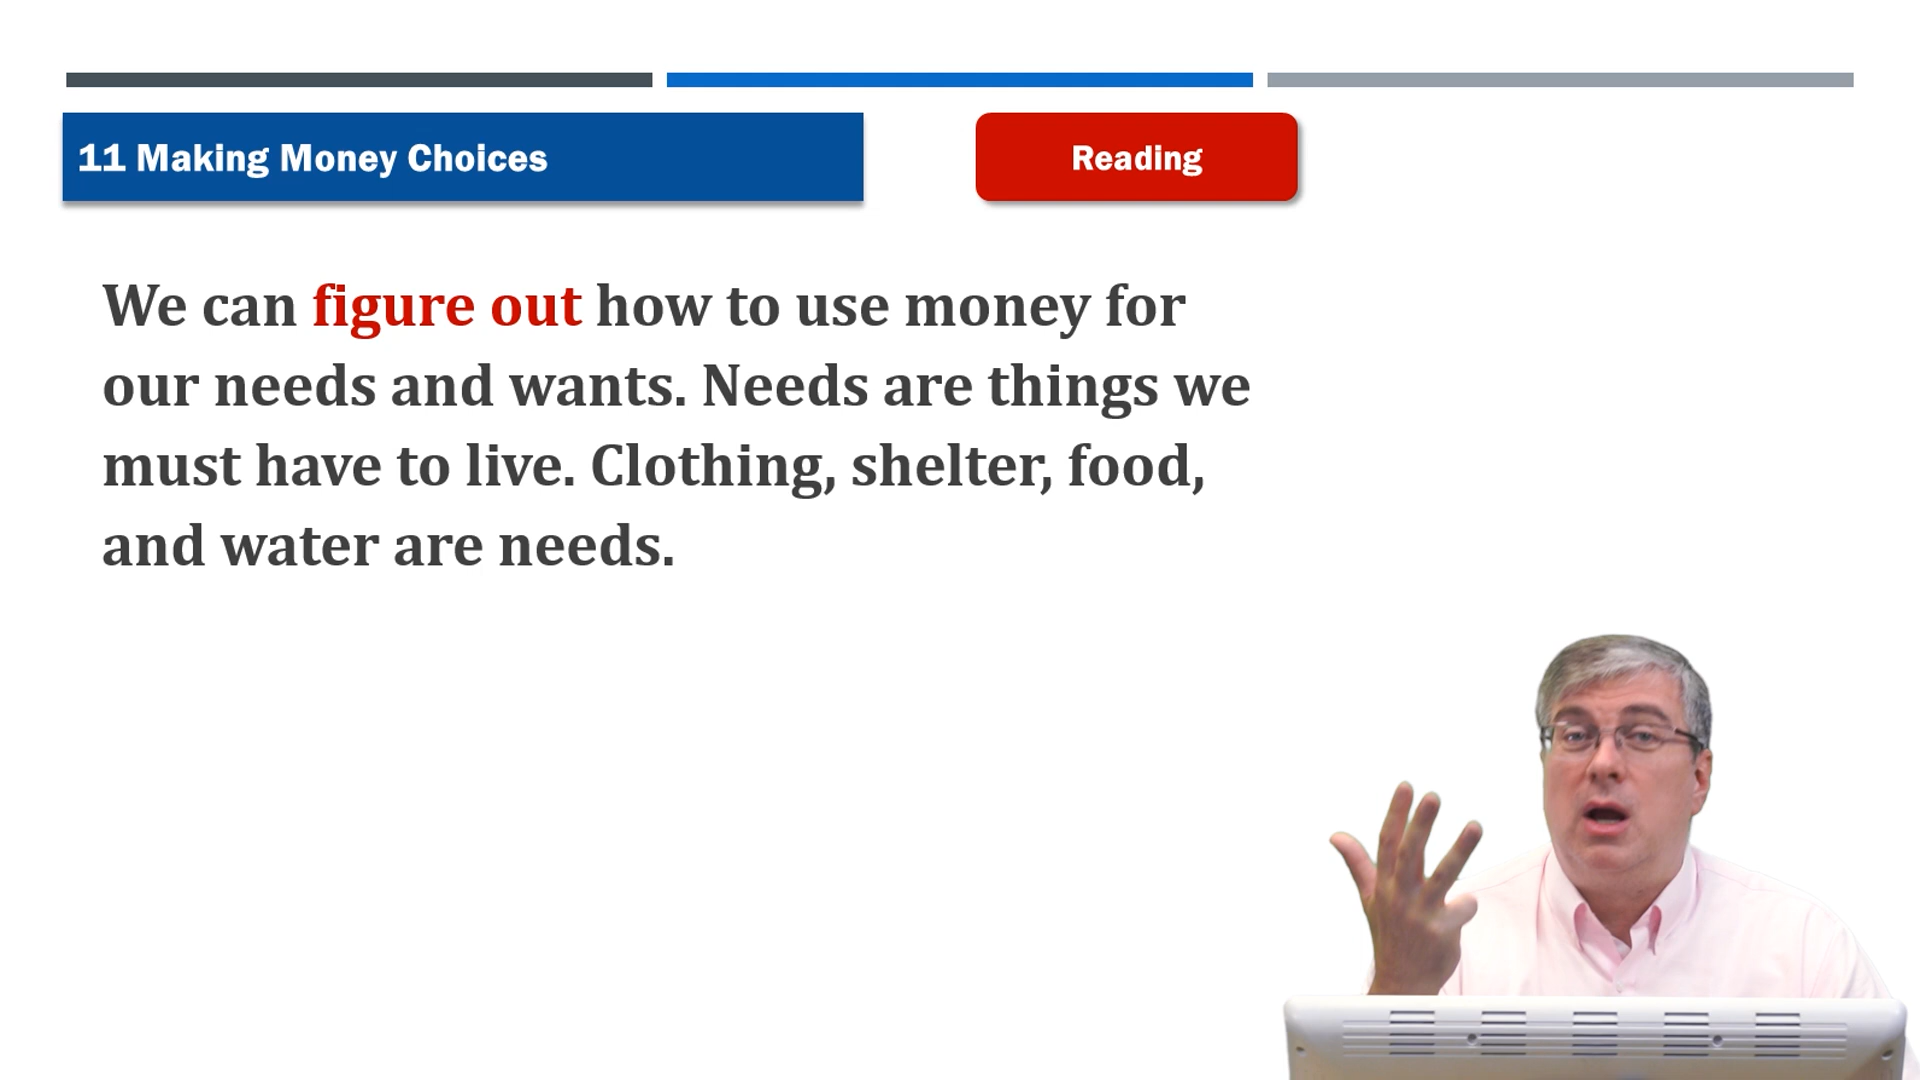 11 Making Money Choices
Reading
We can figure out how to use money for
our needs and wants. Needs are things we
must have to live. Clothing, shelter, food,
and water are needs.